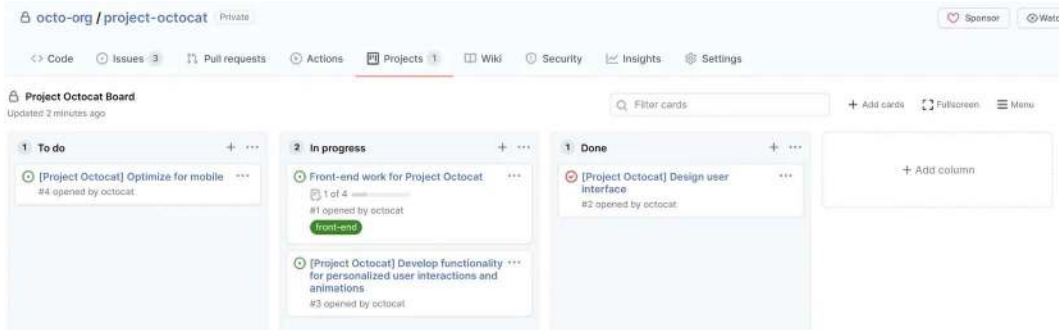 octo-org / project-octocat Private
Sponsor
Code Issues 3 Pull requests Actions Projects 1 Wiki Security Insights Settings
Project Octocat Board
Updated 2 minutes ago
Filter cards
+ Add cards Fullscreen Menu
1 To do + ...
[Project Octocat] Optimize for mobile ...
#4 opened by octocat
2 In progress + ...
Front-end work for Project Octocat ...
1 of 4
#1 opened by octocat
front-end
[Project Octocat] Develop functionality ...
for personalized user interactions and
animations
#3 opened by octocat
1 Done + ...
[Project Octocat] Design user ...
interface
#2 opened by octocat
+ Add column